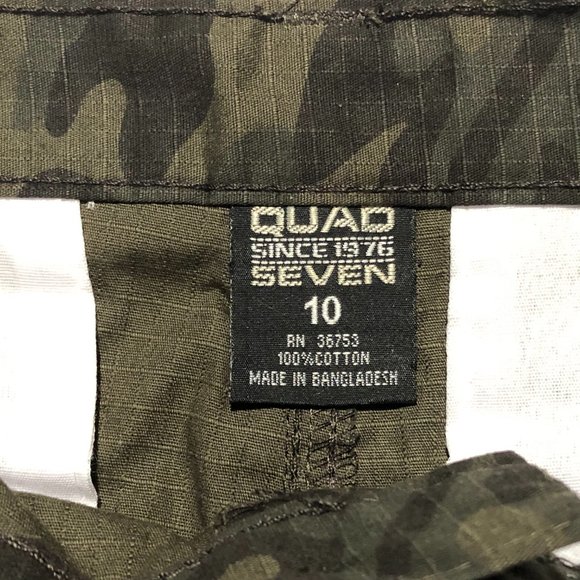 QUAD
SINCE 1976
SEVEN
10
RN 36753
100%COTTON
MADE IN BANGLADESH